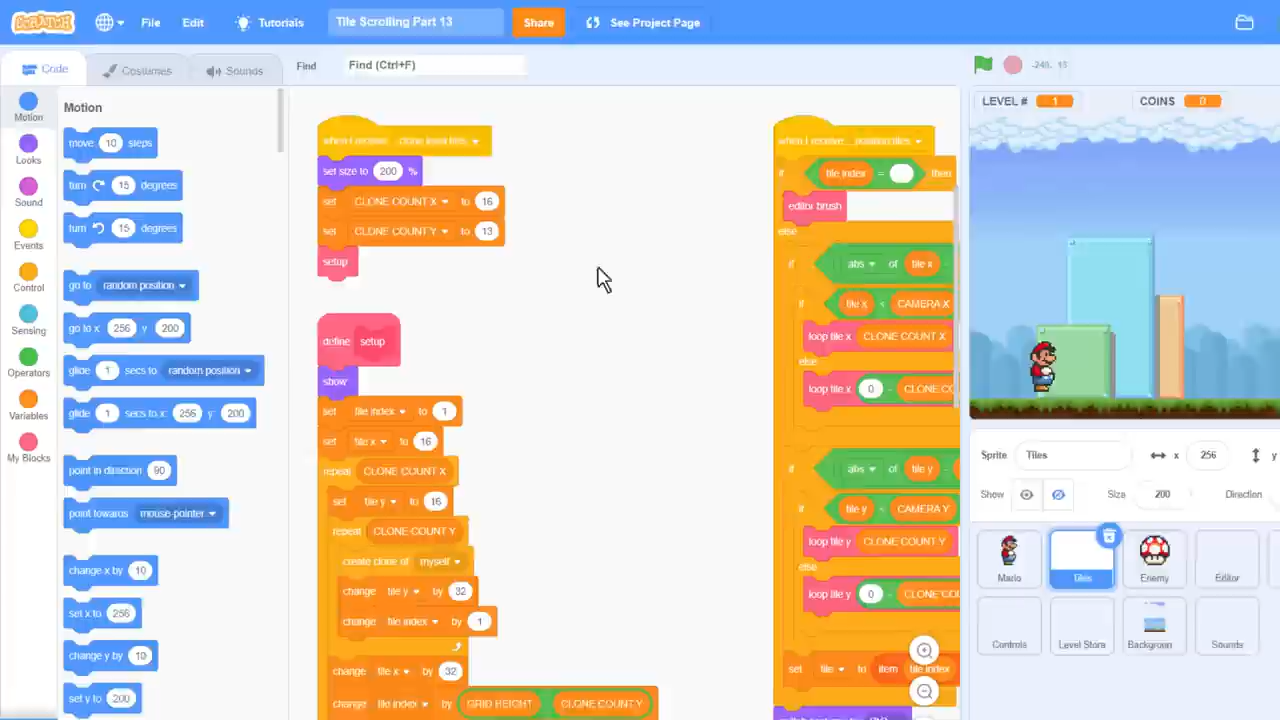 SCRATCH
File
Edit
Tutorials
Tile Scrolling Part 13
Share
See Project Page
Code
Costumes
Sounds
Find
Find (Ctrl+F)
-240, 15
Motion
Looks
Sound
Events
Control
Sensing
Operators
Variables
My Blocks
Motion
move 10 steps
turn 15 degrees
turn 15 degrees
go to random position
go to x 256 y 200
glide 1 secs to random position
glide 1 secs to x: 256 y: 200
point in direction 90
point towards mouse-pointer
change x by 10
set x to 256
change y by 10
set y to 200
when I receive
set size to 200 %
set CLONE COUNT X to 16
set CLONE COUNT Y to 13
setup
define setup
show
set tile index to 1
set tile x to 16
repeat CLONE COUNT X
set tile y to 16
repeat CLONE COUNT Y
create clone of myself
change tile y by 32
change tile index by 1
change tile x by 32
change tile index by GRID HEIGHT CLONE COUNT Y
when I receive
if tile index = then
editor brush
else
if abs of tile x -
if tile x < CAMERA X
loop tile x CLONE COUNT X
else
loop tile x 0 - CLONE CO
if abs of tile y -
if tile y < CAMERA Y
loop tile y CLONE COUNT Y
else
loop tile y 0 - CLONE COU
set tile to item tile index
LEVEL # 1
COINS 0
Sprite Tiles x 256 y
Show Size 200 Direction
Mario
Tiles
Enemy
Editor
Controls
Level Store
Backgroun
Sounds